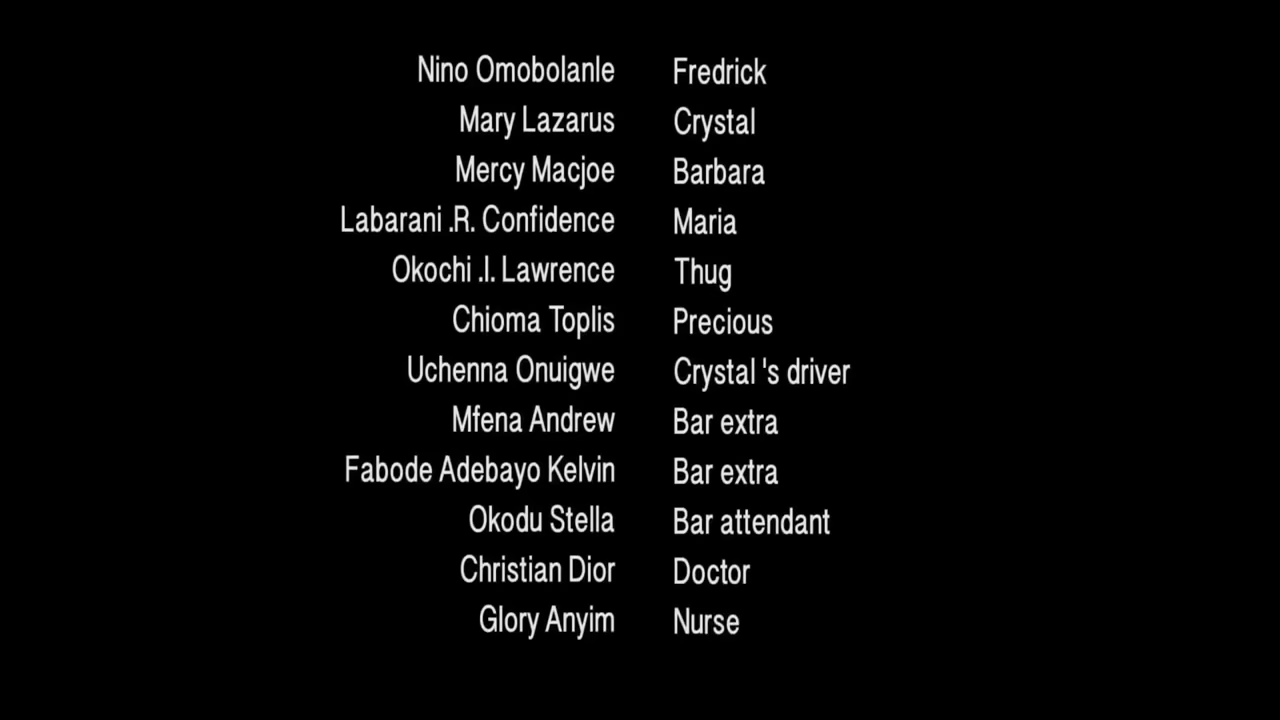 Nino Omobolanle Fredrick
Mary Lazarus Crystal
Mercy Macjoe Barbara
Labarani .R. Confidence Maria
Okochi .I. Lawrence Thug
Chioma Toplis Precious
Uchenna Onuigwe Crystal 's driver
Mfena Andrew Bar extra
Fabode Adebayo Kelvin Bar extra
Okodu Stella Bar attendant
Christian Dior Doctor
Glory Anyim Nurse